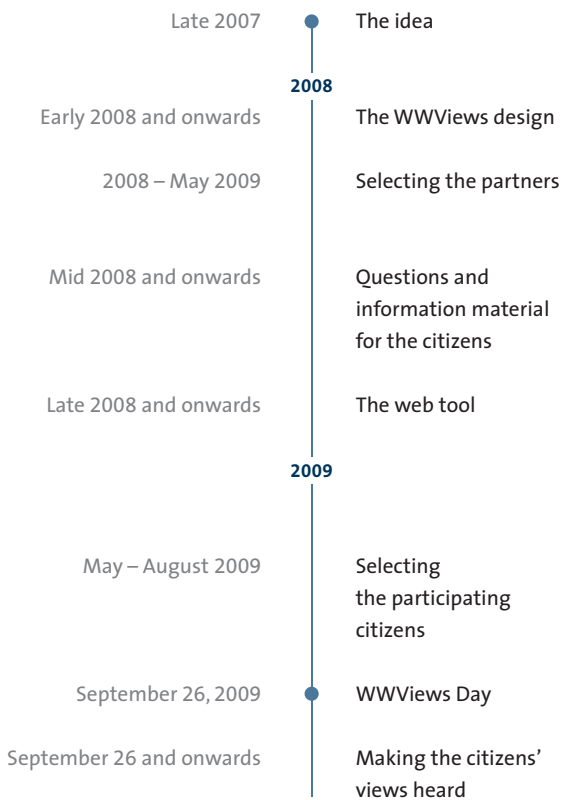 Late 2007 The idea
2008
Early 2008 and onwards The WWViews design
2008 – May 2009 Selecting the partners
Mid 2008 and onwards Questions and
information material
for the citizens
Late 2008 and onwards The web tool
2009
May – August 2009 Selecting
the participating
citizens
September 26, 2009 WWViews Day
September 26 and onwards Making the citizens’
views heard